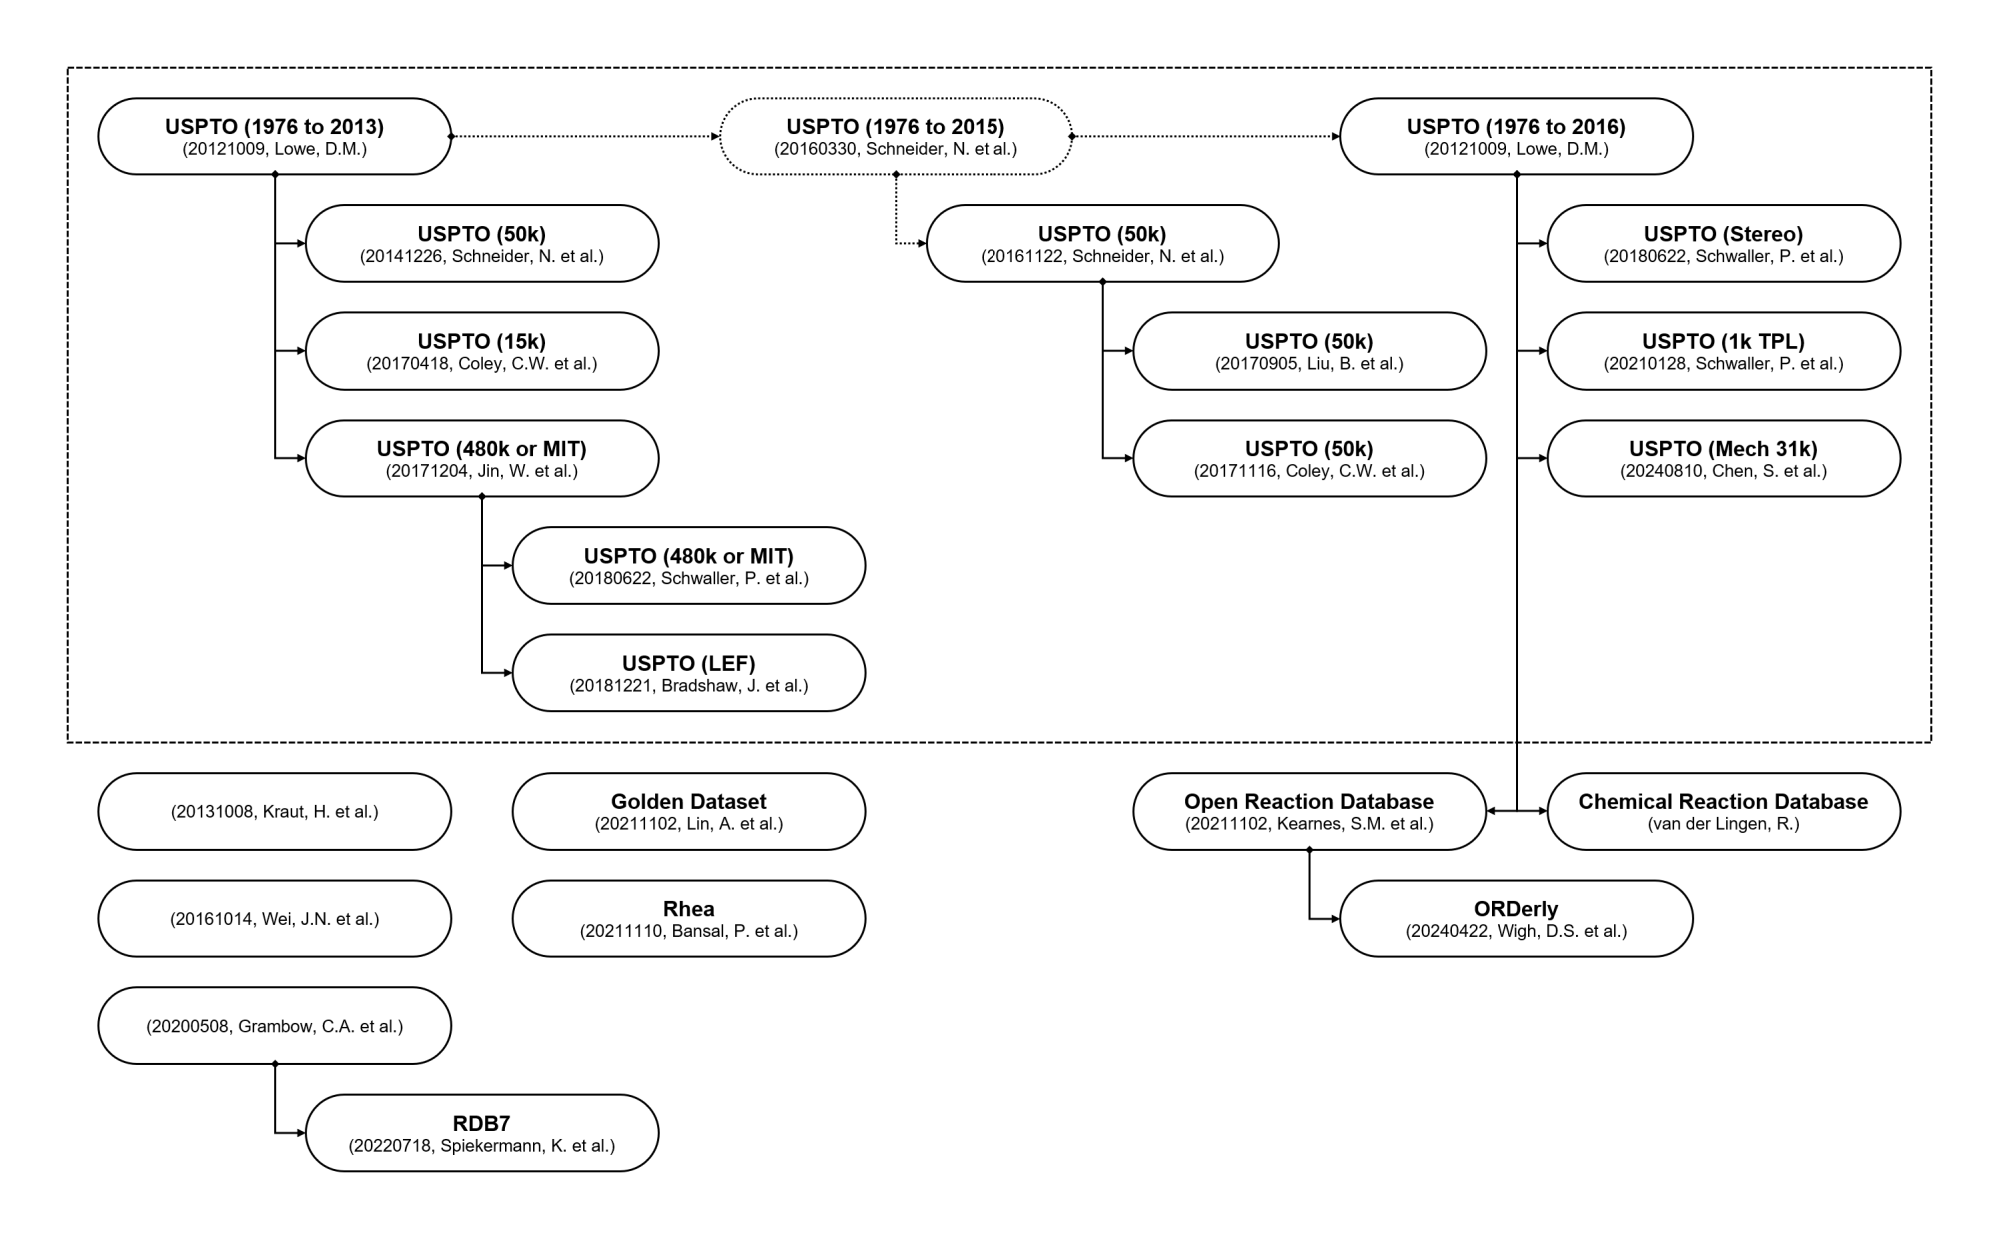 USPTO (1976 to 2013)
(20121009, Lowe, D.M.)
USPTO (1976 to 2015)
(20160330, Schneider, N. et al.)
USPTO (1976 to 2016)
(20121009, Lowe, D.M.)
USPTO (50k)
(20141226, Schneider, N. et al.)
USPTO (50k)
(20161122, Schneider, N. et al.)
USPTO (Stereo)
(20180622, Schwaller, P. et al.)
USPTO (15k)
(20170418, Coley, C.W. et al.)
USPTO (50k)
(20170905, Liu, B. et al.)
USPTO (1k TPL)
(20210128, Schwaller, P. et al.)
USPTO (480k or MIT)
(20171204, Jin, W. et al.)
USPTO (50k)
(20171116, Coley, C.W. et al.)
USPTO (Mech 31k)
(20240810, Chen, S. et al.)
USPTO (480k or MIT)
(20180622, Schwaller, P. et al.)
USPTO (LEF)
(20181221, Bradshaw, J. et al.)
(20131008, Kraut, H. et al.)
Golden Dataset
(20211102, Lin, A. et al.)
Open Reaction Database
(20211102, Kearnes, S.M. et al.)
Chemical Reaction Database
(van der Lingen, R.)
(20161014, Wei, J.N. et al.)
Rhea
(20211110, Bansal, P. et al.)
ORDerly
(20240422, Wigh, D.S. et al.)
(20200508, Grambow, C.A. et al.)
RDB7
(20220718, Spiekermann, K. et al.)